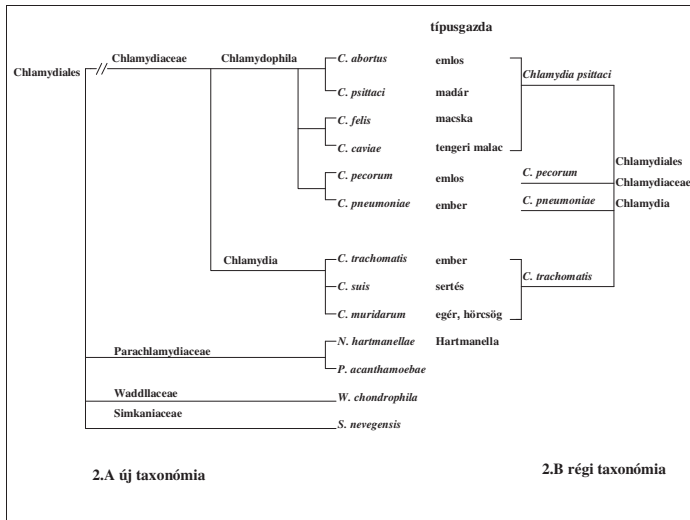 típusgazda
Chlamydiales Chlamydiaceae Chlamydophila C. abortus emlos Chlamydia psittaci
C. psittaci madár
C. felis macska
C. caviae tengeri malac
Chlamydiales
C. pecorum emlos C. pecorum Chlamydiaceae
C. pneumoniae ember C. pneumoniae Chlamydia
Chlamydia C. trachomatis ember C. trachomatis
C. suis sertés
C. muridarum egér, hörcsög
Parachlamydiaceae N. hartmanellae Hartmanella
P. acanthamoebae
Waddllaceae W. chondrophila
Simkaniaceae S. nevegensis
2.A új taxonómia 2.B régi taxonómia